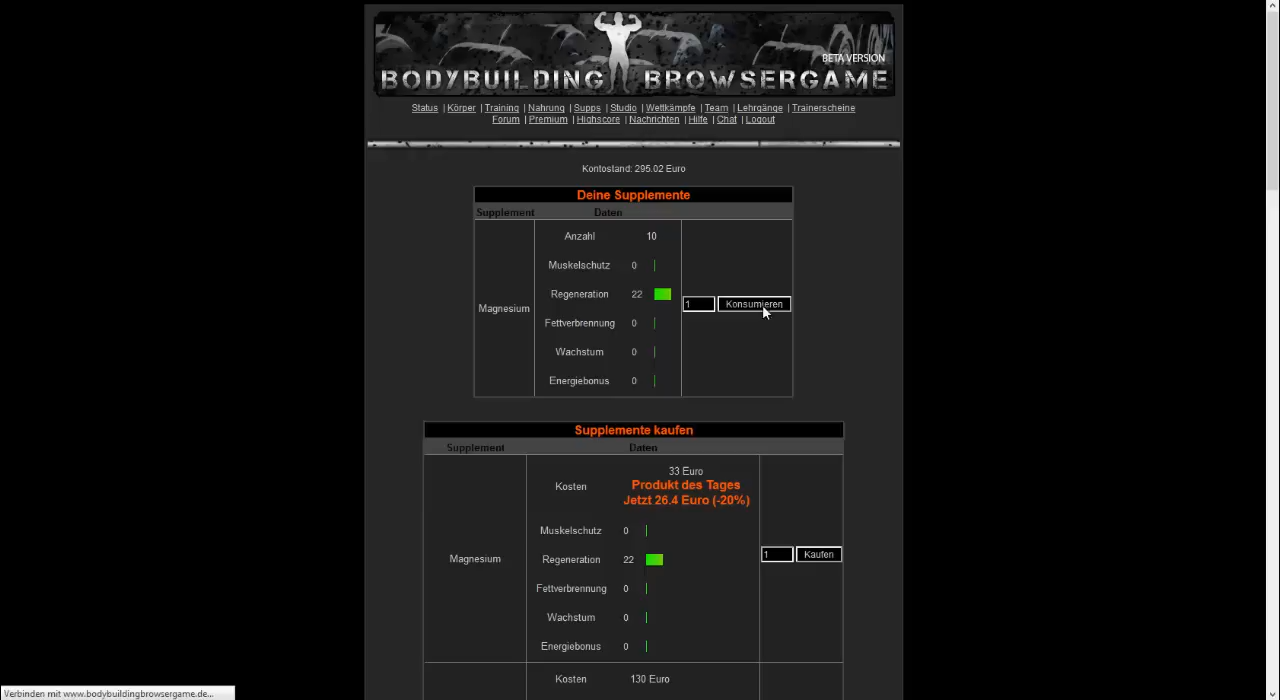 BETA VERSION
BODYBUILDING BROWSERGAME
Status | Körper | Training | Nahrung | Supps | Studio | Wettkämpfe | Team | Lehrgänge | Trainerscheine
Forum | Premium | Highscore | Nachrichten | Hilfe | Chat | Logout
Kontostand: 295.02 Euro
Deine Supplemente
Supplement Daten
Anzahl 10
Muskelschutz 0
Regeneration 22
Magnesium
1 Konsumieren
Fettverbrennung 0
Wachstum 0
Energiebonus 0
Supplemente kaufen
Supplement Daten
Kosten
33 Euro
Produkt des Tages
Jetzt 26.4 Euro (-20%)
Muskelschutz 0
Magnesium
Regeneration 22
1 Kaufen
Fettverbrennung 0
Wachstum 0
Energiebonus 0
Kosten 130 Euro
Verbinden mit www.bodybuildingbrowsergame.de...